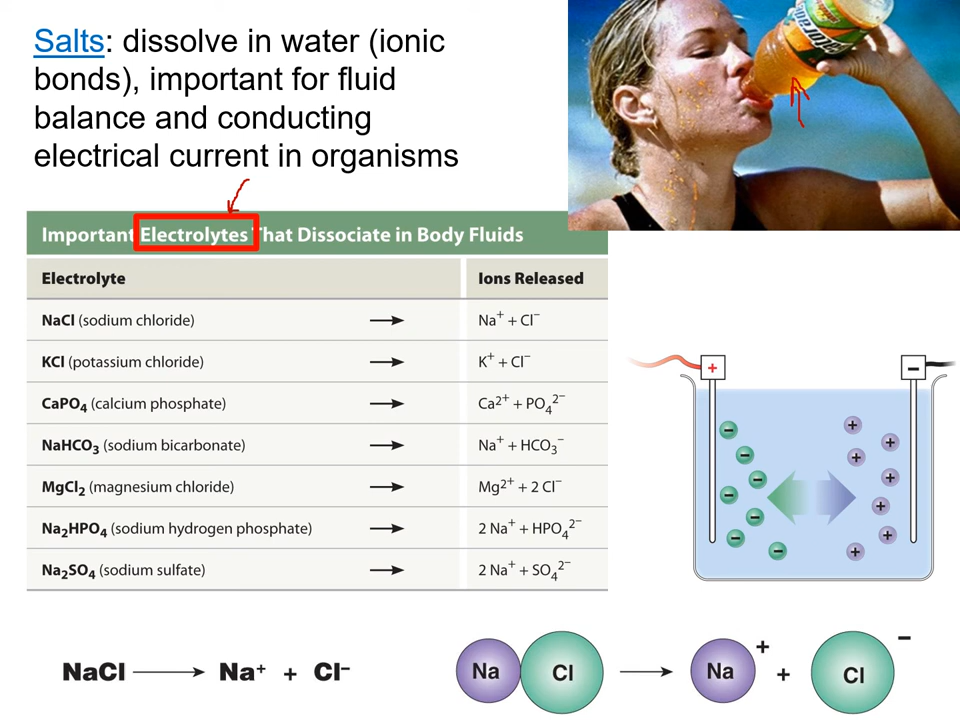 Salts: dissolve in water (ionic
bonds), important for fluid
balance and conducting
electrical current in organisms
Important Electrolytes That Dissociate in Body Fluids
Electrolyte Ions Released
NaCl (sodium chloride) → Na⁺ + Cl⁻
KCl (potassium chloride) → K⁺ + Cl⁻
CaPO₄ (calcium phosphate) → Ca²⁺ + PO₄²⁻
NaHCO₃ (sodium bicarbonate) → Na⁺ + HCO₃⁻
MgCl₂ (magnesium chloride) → Mg²⁺ + 2 Cl⁻
Na₂HPO₄ (sodium hydrogen phosphate) → 2 Na⁺ + HPO₄²⁻
Na₂SO₄ (sodium sulfate) → 2 Na⁺ + SO₄²⁻
+ −
− − − − − − −
+ + + + + + +
NaCl → Na⁺ + Cl⁻
Na Cl → Na⁺ + Cl⁻